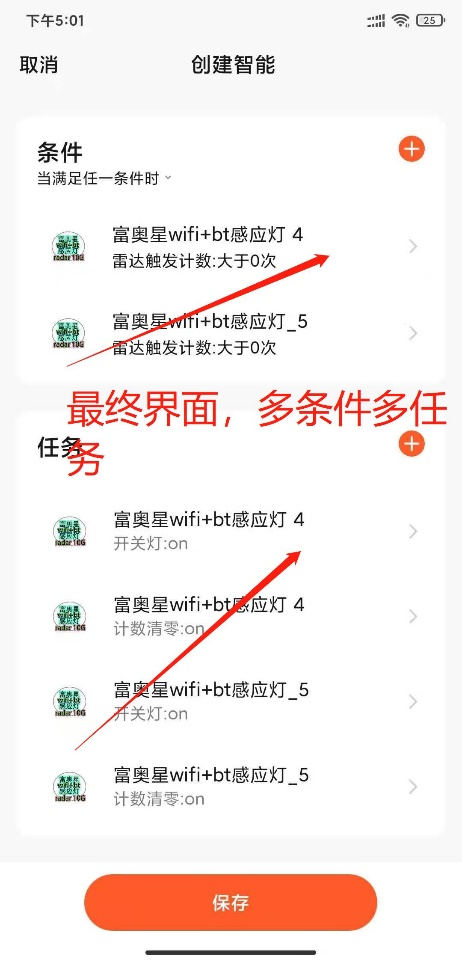 下午5:01
25
取消
创建智能
条件
当满足任一条件时
富奥星wifi+bt感应灯 4
雷达触发计数:大于0次
富奥星wifi+bt感应灯_5
雷达触发计数:大于0次
最终界面，多条件多任
务
任务
富奥星wifi+bt感应灯 4
开关灯:on
富奥星wifi+bt感应灯 4
计数清零:on
富奥星wifi+bt感应灯_5
开关灯:on
富奥星wifi+bt感应灯_5
计数清零:on
保存